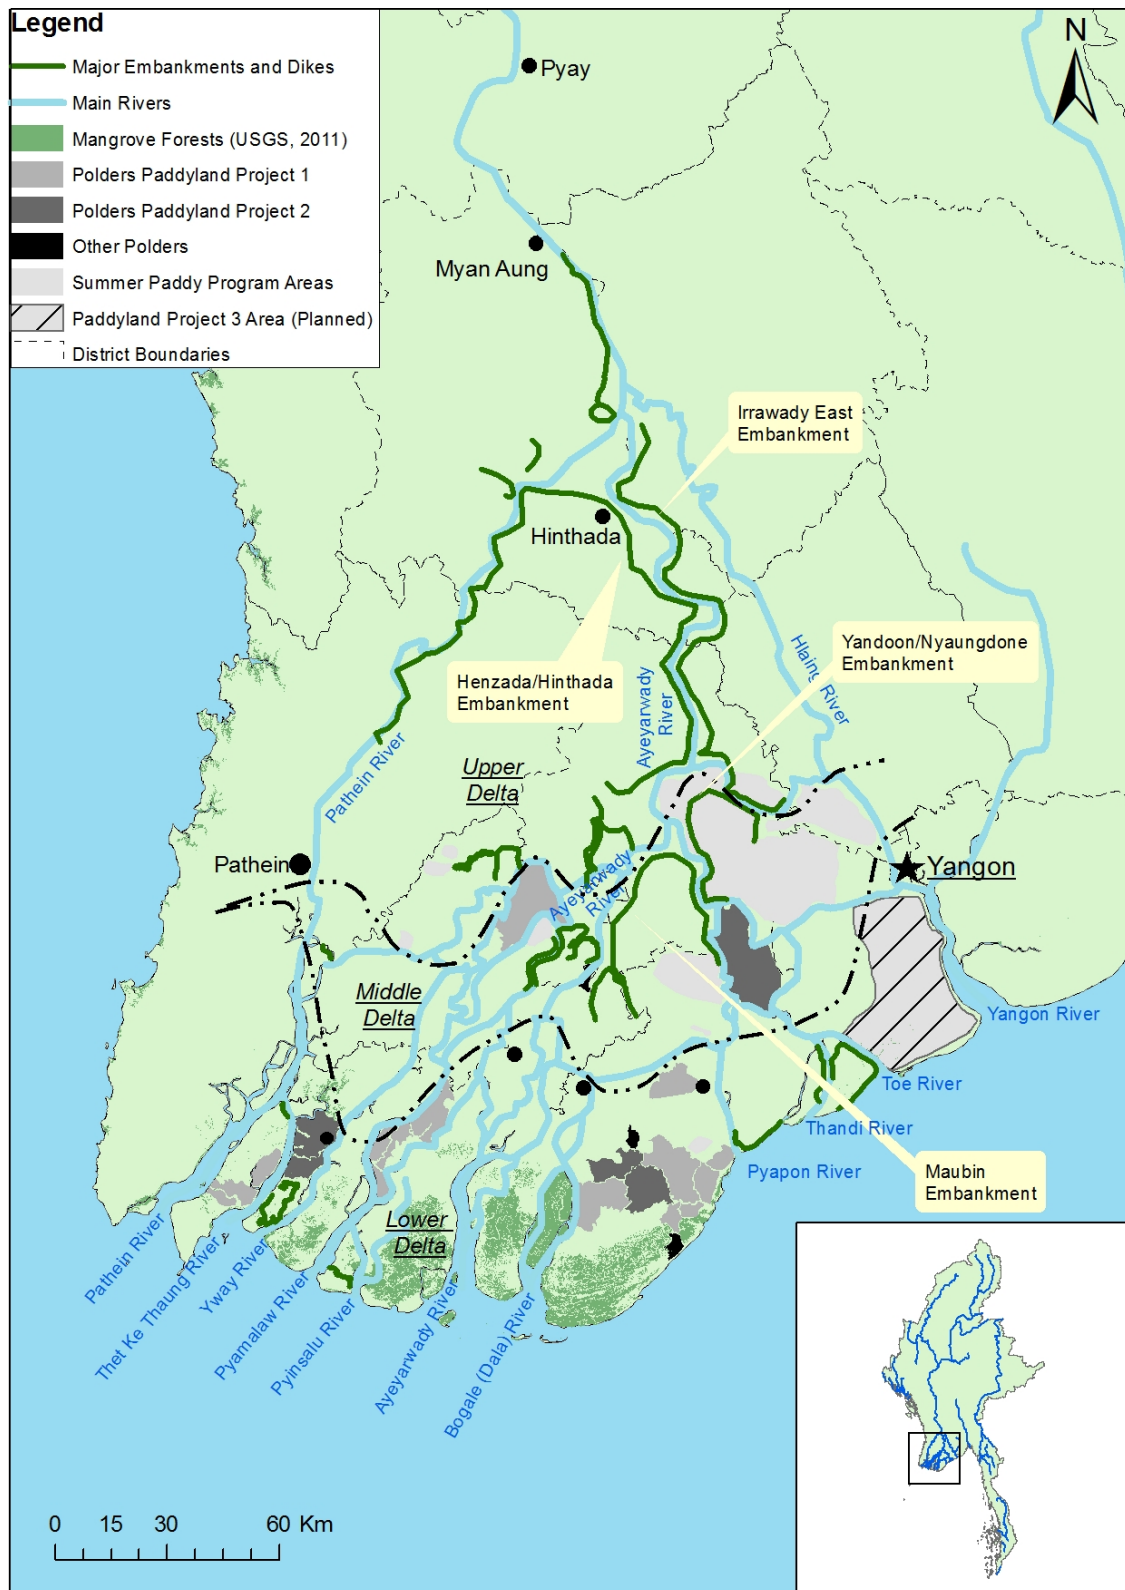 Legend
Major Embankments and Dikes
Main Rivers
Mangrove Forests (USGS, 2011)
Polders Paddyland Project 1
Polders Paddyland Project 2
Other Polders
Summer Paddy Program Areas
Paddyland Project 3 Area (Planned)
District Boundaries
N
Pyay
Myan Aung
Irrawady East
Embankment
Hinthada
Henzada/Hinthada
Embankment
Yandoon/Nyaungdone
Embankment
Hlaing River
Ayeyarwady
River
Pathein River
Upper
Delta
Pathein
Ayeyarwady
River
Yangon
Middle
Delta
Yangon River
Toe River
Thandi River
Pyapon River
Maubin
Embankment
Lower
Delta
Pathein River
Thet Ke Thaung River
Yway River
Pyamalaw River
Pyinsalu River
Ayeyarwady River
Bogale (Dala) River
0 15 30 60 Km